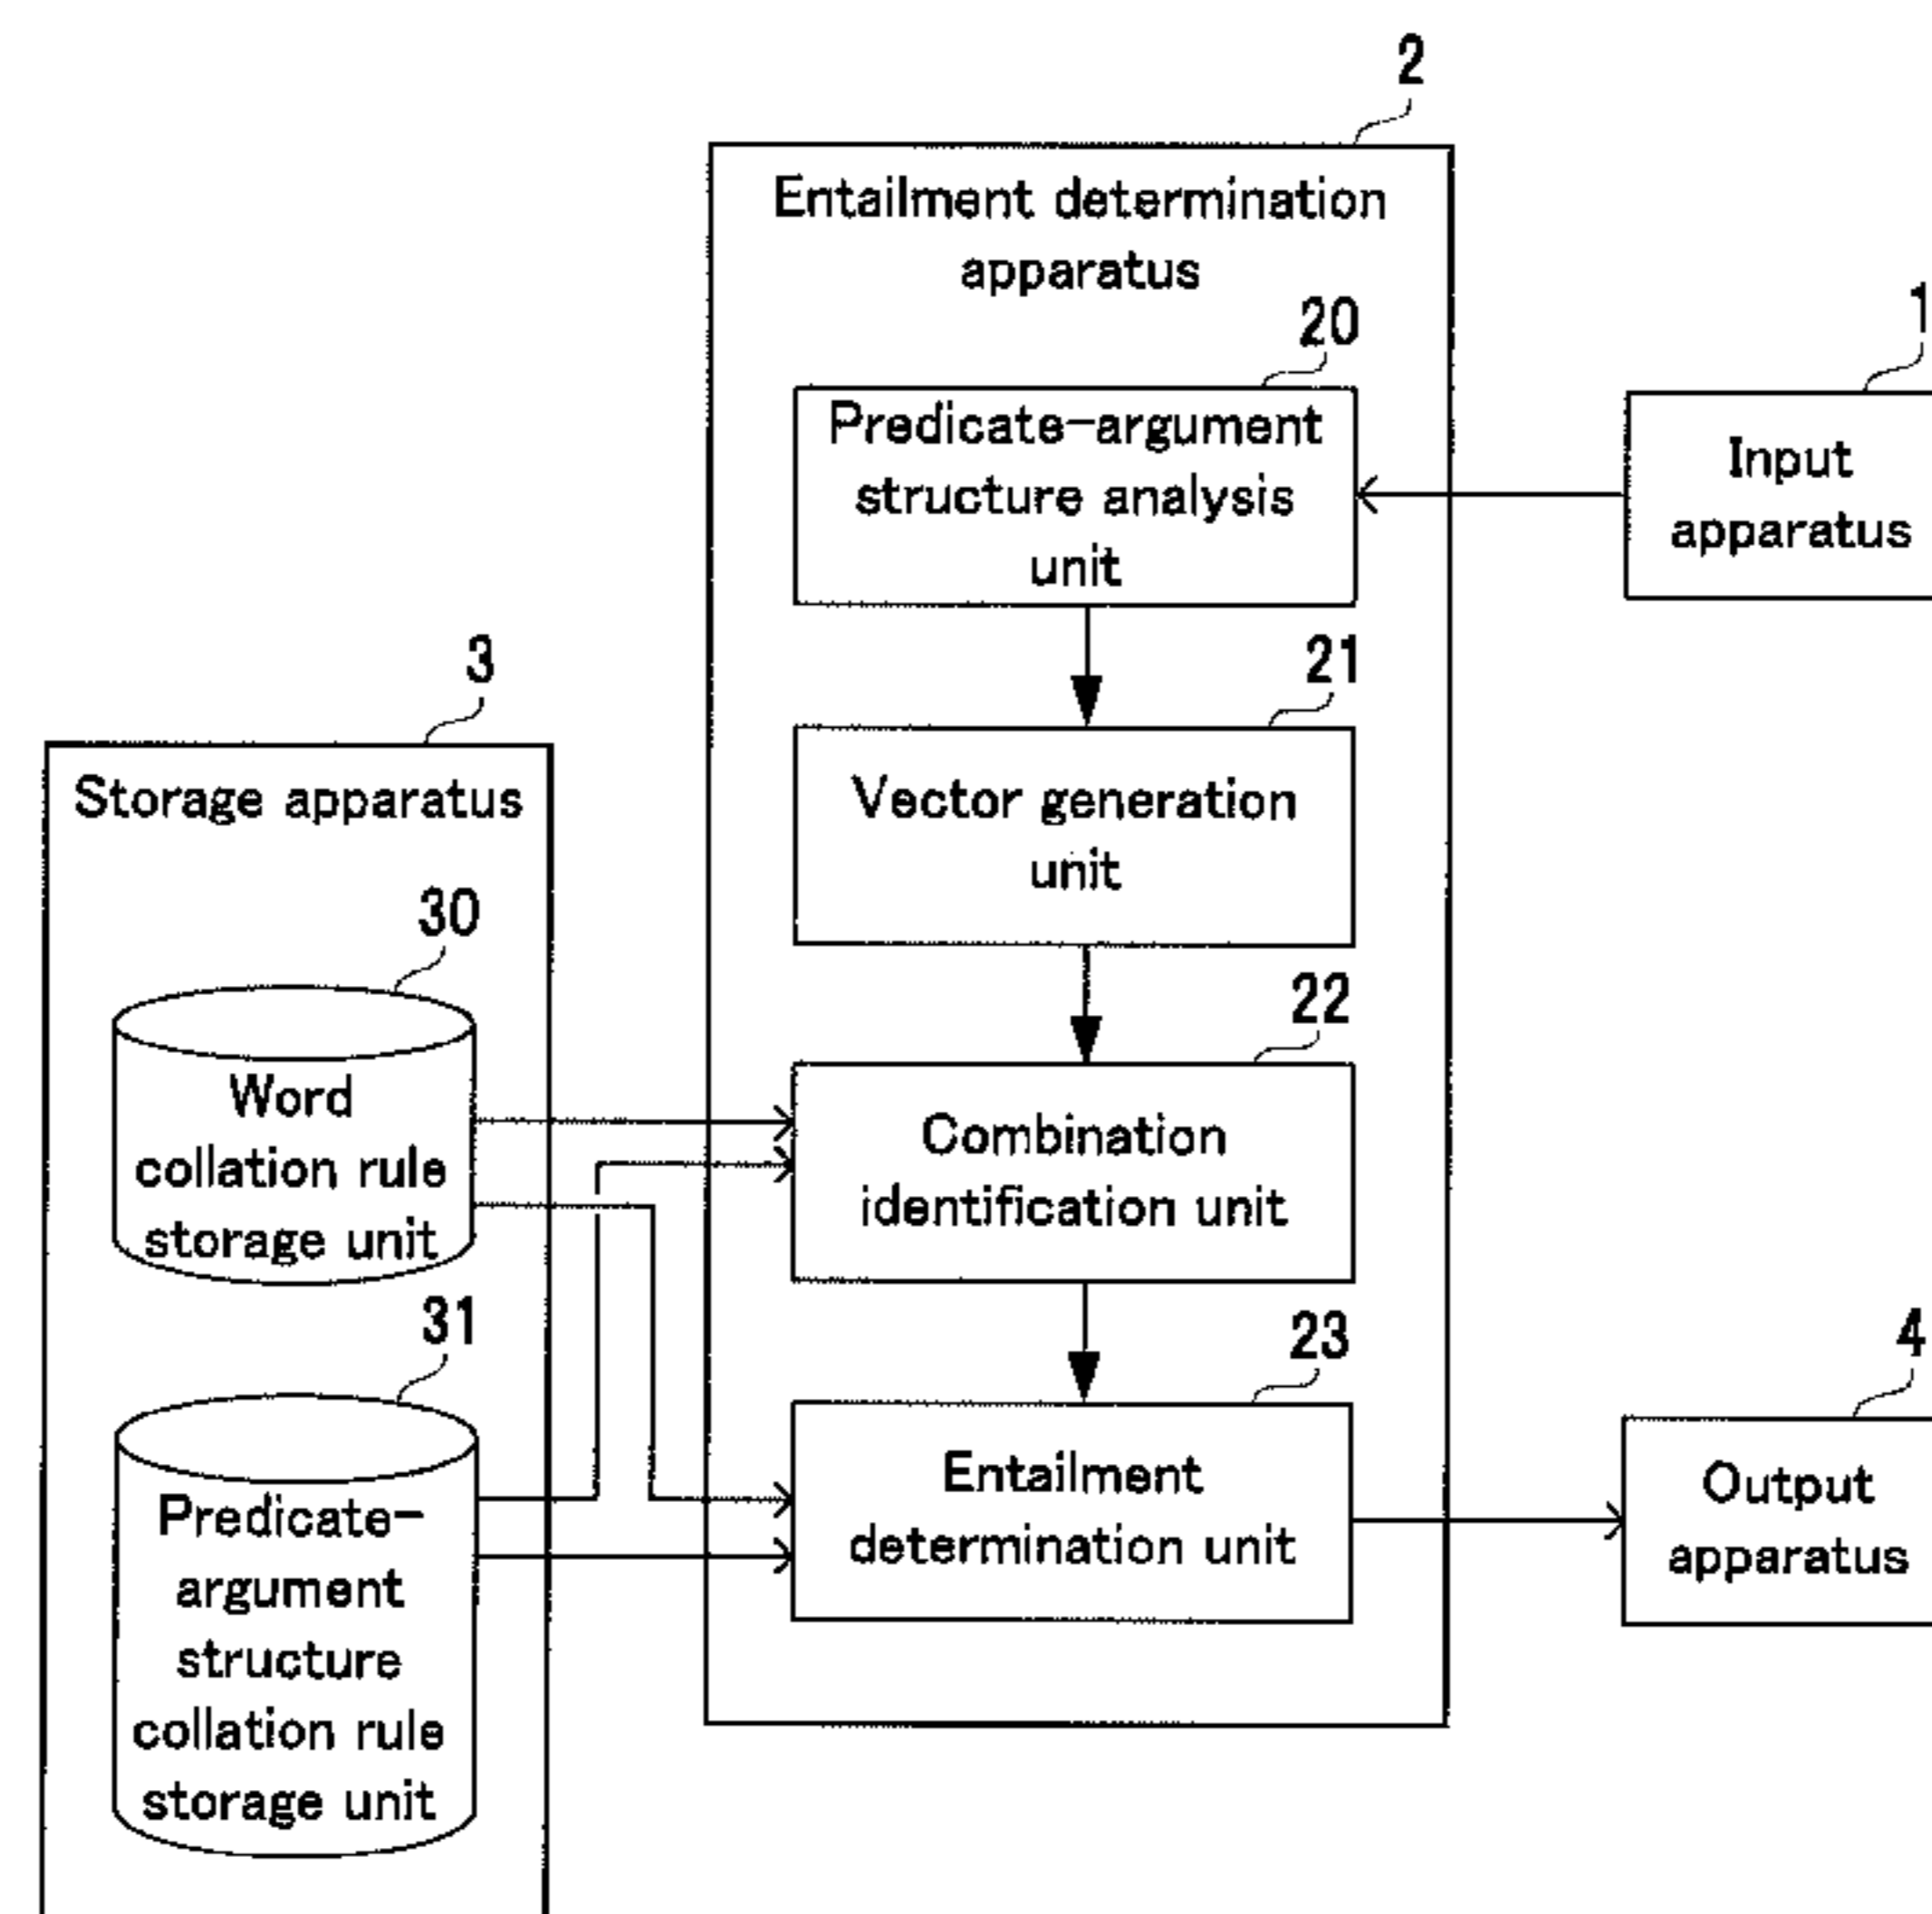 2
Entailment determination
apparatus
20
Predicate-argument
structure analysis
unit
1
Input
apparatus
21
Vector generation
unit
3
Storage apparatus
30
Word
collation rule
storage unit
22
Combination
identification unit
31
Predicate-
argument
structure
collation rule
storage unit
23
Entailment
determination unit
4
Output
apparatus